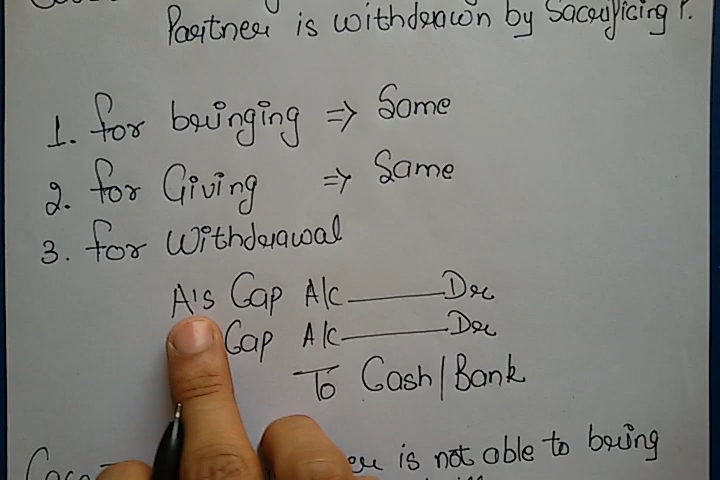 Partner is withdrawn by Sacrificing P.
1. for bringing => Some
2. for Giving => Same
3. for Withdrawal
A's Cap A/c ——— Dr
Cap A/c ——— Dr
To Cash/Bank
is not able to bring